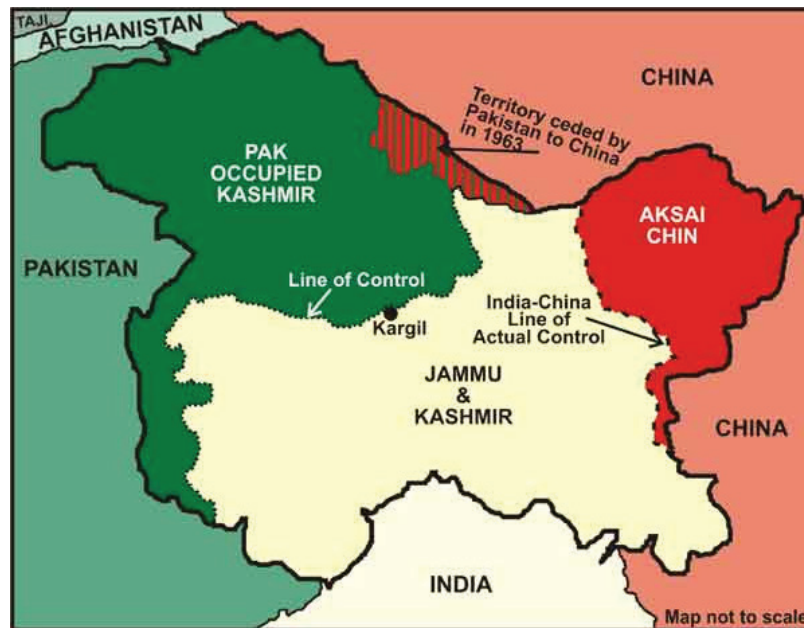 TAJI.
AFGHANISTAN
CHINA
Territory ceded by
Pakistan to China
in 1963
PAK
OCCUPIED
KASHMIR
AKSAI
CHIN
PAKISTAN
Line of Control
India-China
Line of
Actual Control
Kargil
JAMMU
&
KASHMIR
CHINA
INDIA
Map not to scale